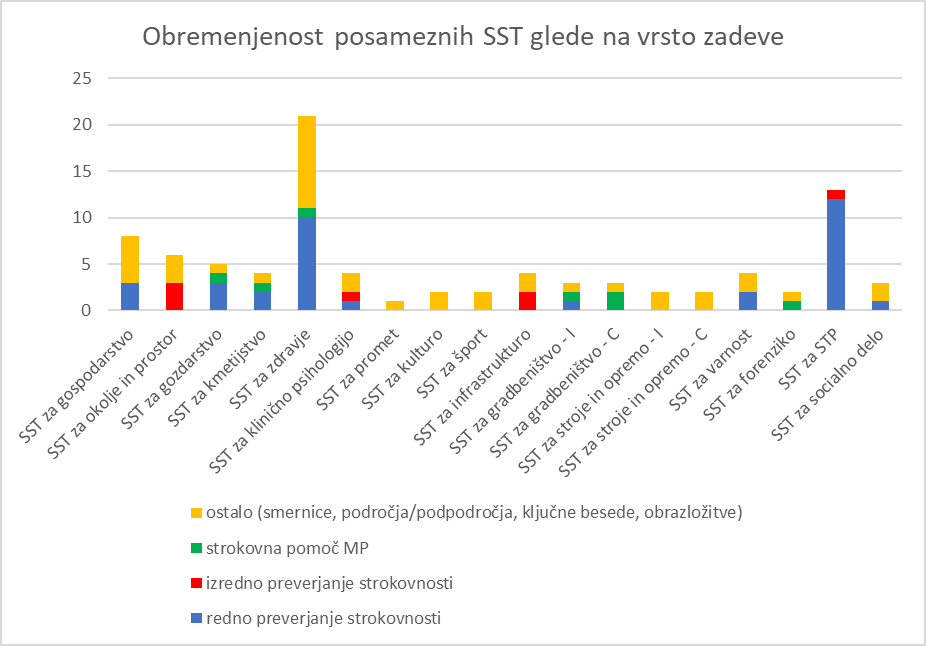 Obremenjenost posameznih SST glede na vrsto zadeve
25
20
15
10
5
0
SST za gospodarstvo
SST za okolje in prostor
SST za gozdarstvo
SST za kmetijstvo
SST za zdravje
SST za klinično psihologijo
SST za promet
SST za kulturo
SST za šport
SST za infrastrukturo
SST za gradbeništvo - I
SST za gradbeništvo - C
SST za stroje in opremo - I
SST za stroje in opremo - C
SST za varnost
SST za forenziko
SST za STP
SST za socialno delo
ostalo (smernice, področja/podpodročja, ključne besede, obrazložitve)
strokovna pomoč MP
izredno preverjanje strokovnosti
redno preverjanje strokovnosti